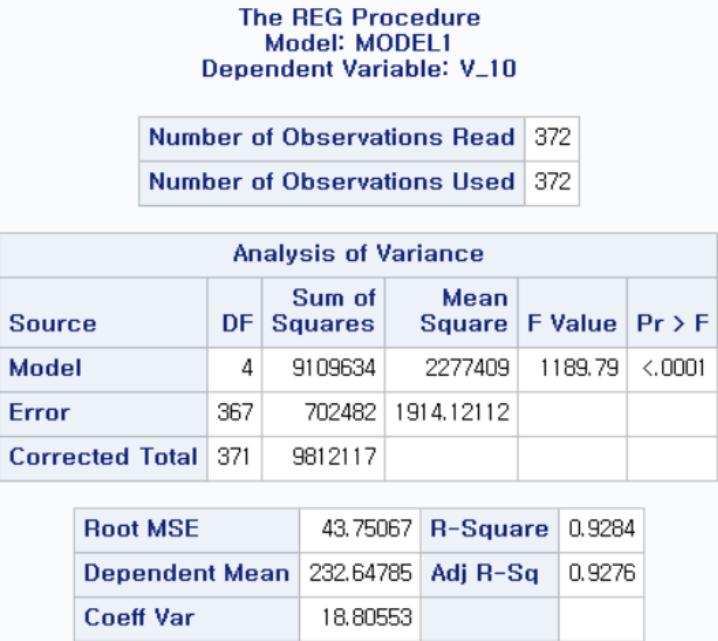 The REG Procedure
Model: MODEL1
Dependent Variable: V_10
Number of Observations Read 372
Number of Observations Used 372
Analysis of Variance
Source DF Sum of Squares Mean Square F Value Pr > F
Model 4 9109634 2277409 1189.79 <.0001
Error 367 702482 1914.12112
Corrected Total 371 9812117
Root MSE 43.75067 R-Square 0.9284
Dependent Mean 232.64785 Adj R-Sq 0.9276
Coeff Var 18.80553